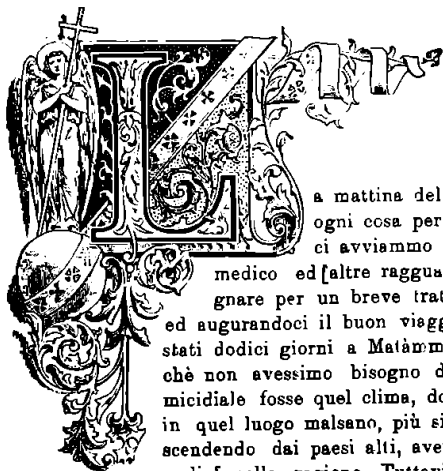 La mattina del
ogni cosa per
ci avviammo
medico ed [altre raggua
gnare per un breve trat
ed augurandoci il buon viagg
stati dodici giorni a Matàmm
chè non avessimo bisogno d
micidiale fosse quel clima, do
in quel luogo malsano, più si
scendendo dai paesi alti, ave